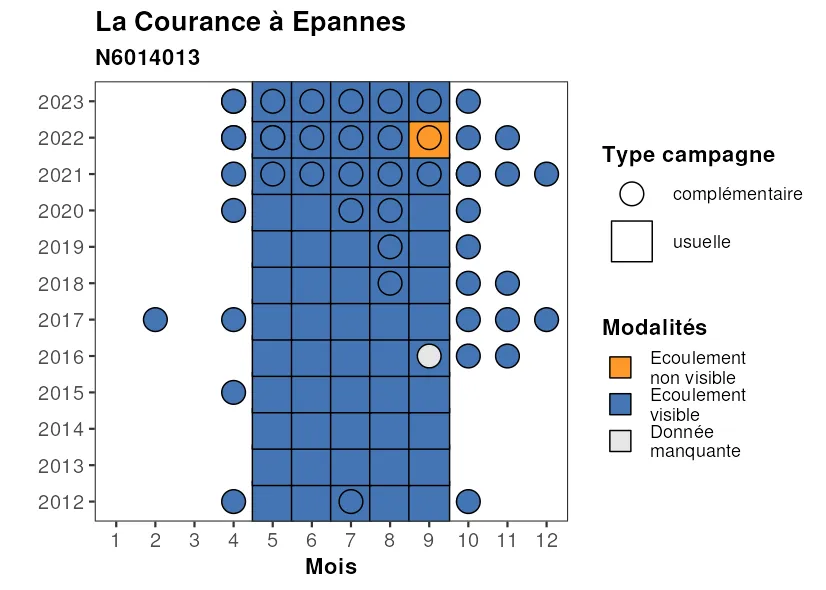 La Courance à Epannes
N6014013
2023
2022
2021
2020
2019
2018
2017
2016
2015
2014
2013
2012
1 2 3 4 5 6 7 8 9 10 11 12
Mois
Type campagne
complémentaire
usuelle
Modalités
Ecoulement
non visible
Ecoulement
visible
Donnée
manquante